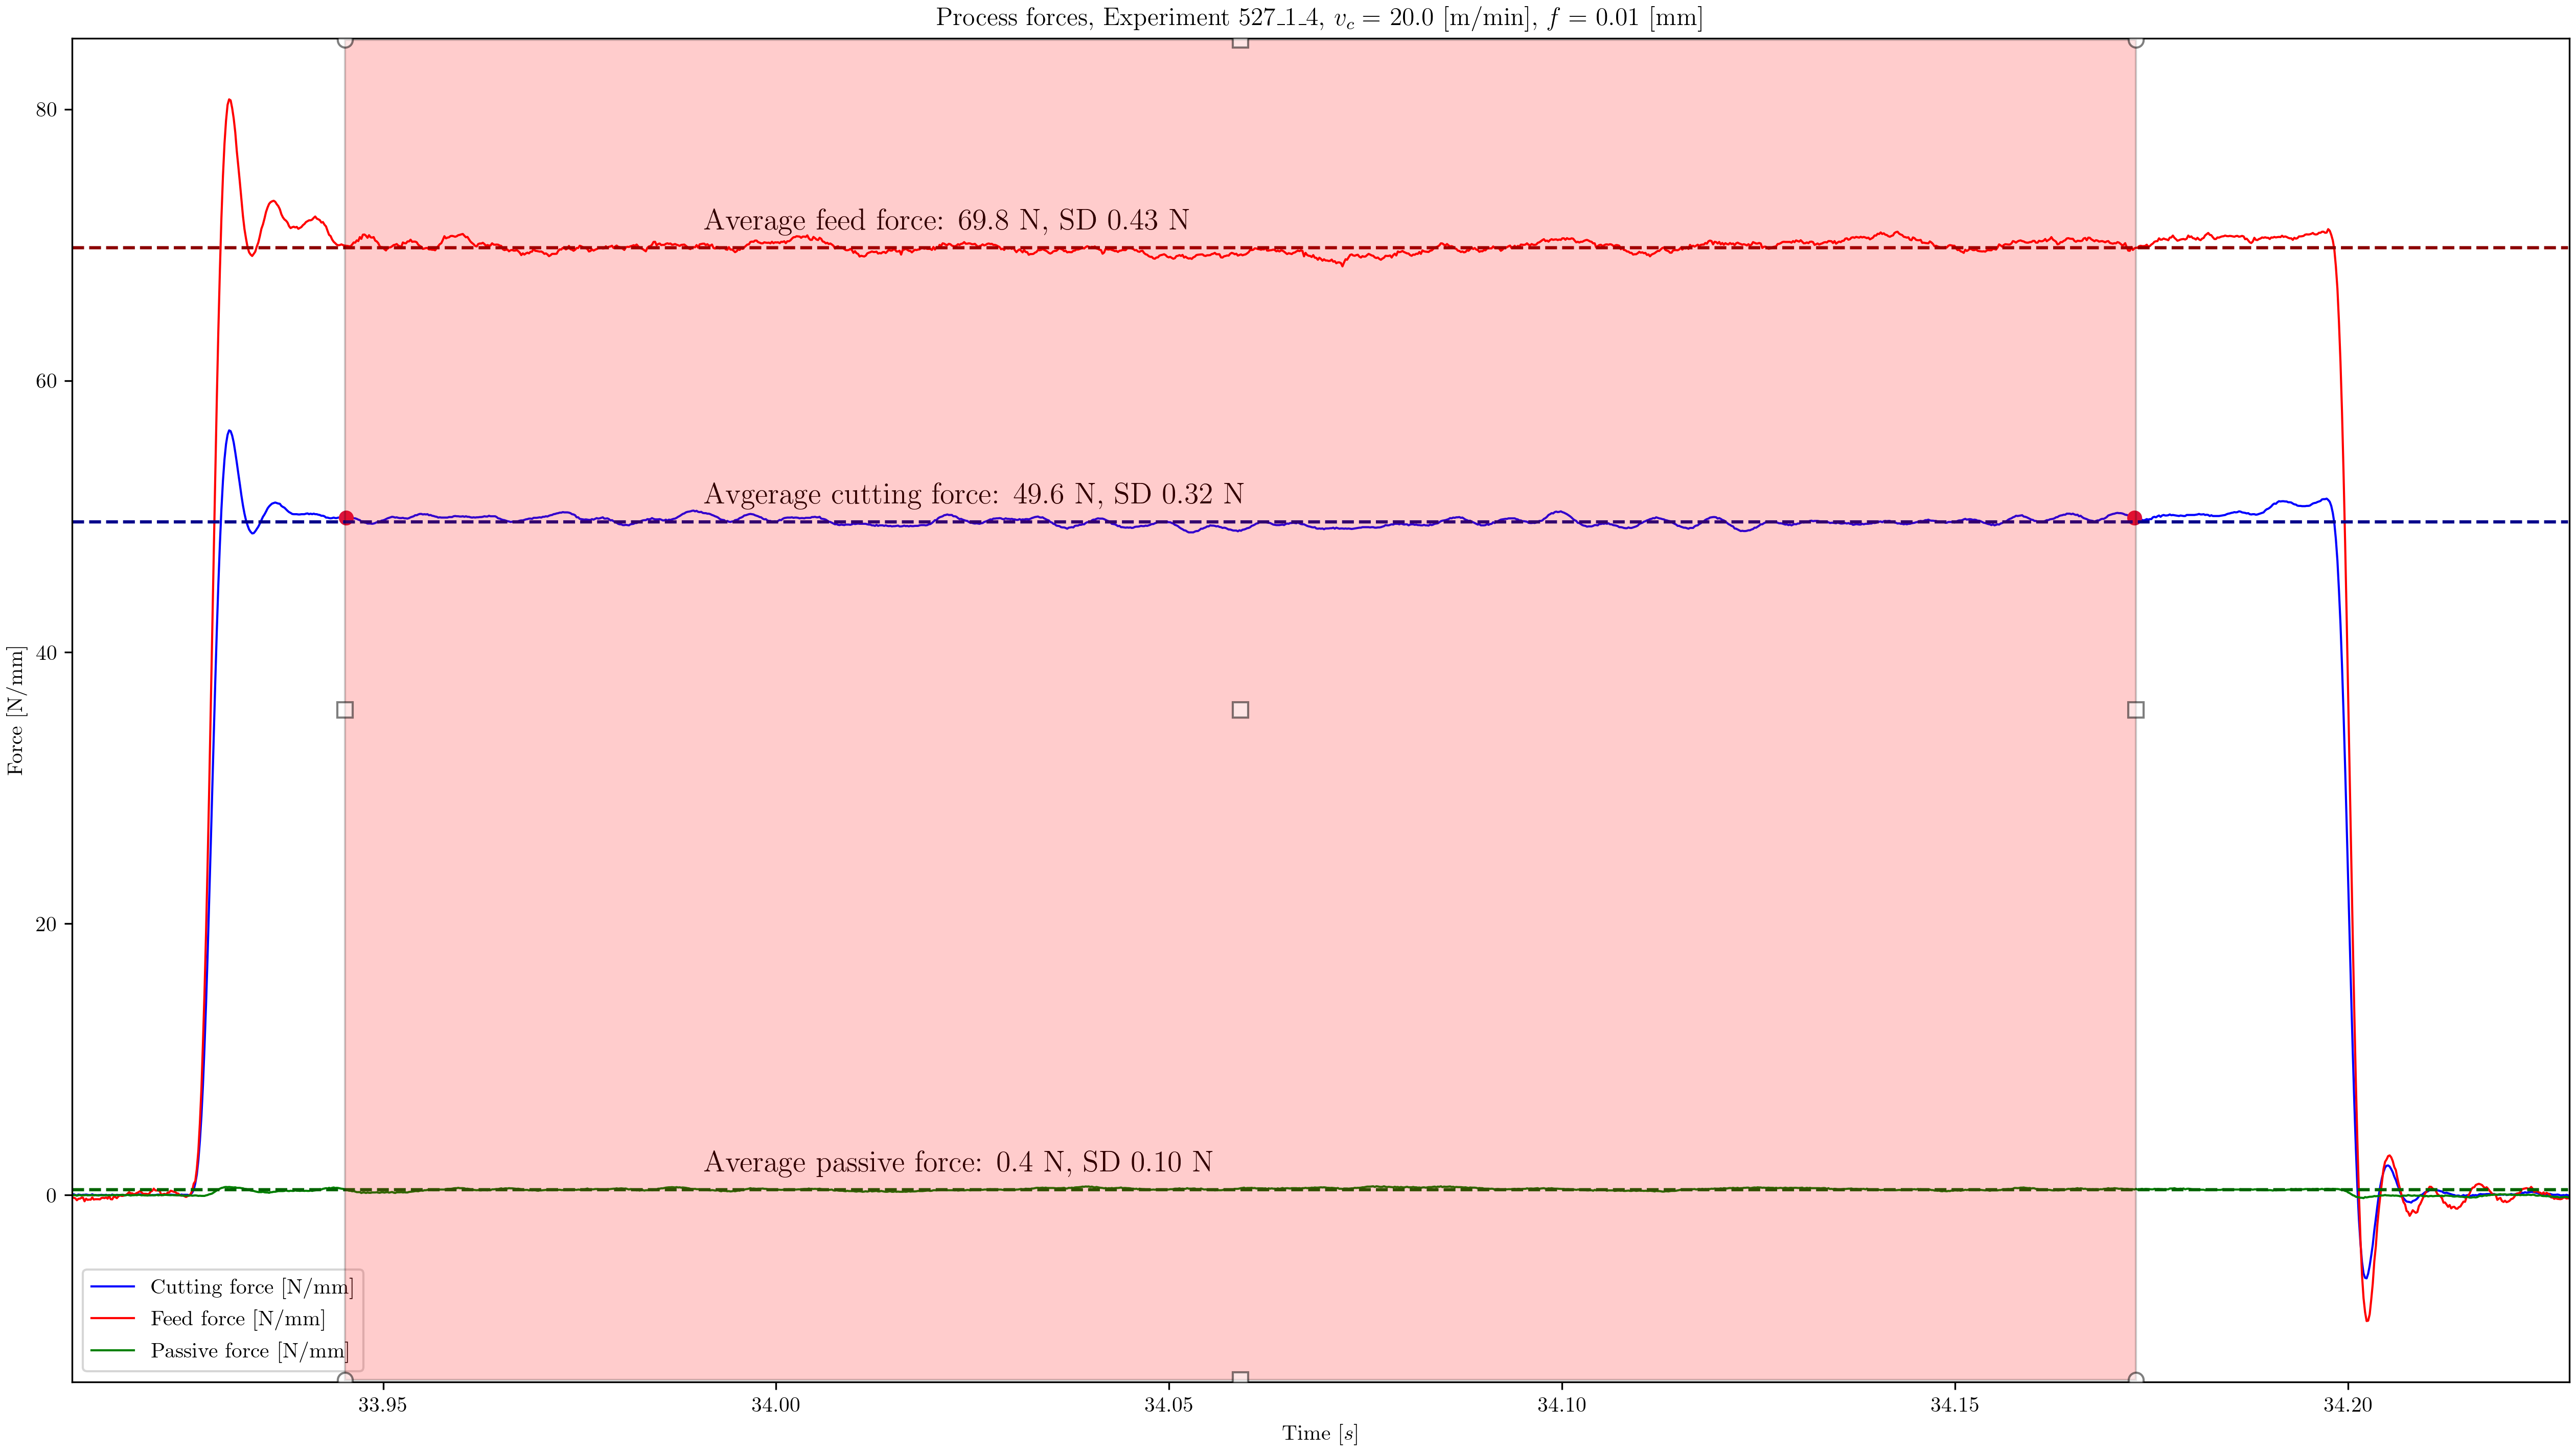 Process forces, Experiment 527_1_4, v_c = 20.0 [m/min], f = 0.01 [mm]
80
60
40
20
0
Force [N/mm]
Average feed force: 69.8 N, SD 0.43 N
Avgerage cutting force: 49.6 N, SD 0.32 N
Average passive force: 0.4 N, SD 0.10 N
Cutting force [N/mm]
Feed force [N/mm]
Passive force [N/mm]
33.95 34.00 34.05 34.10 34.15 34.20
Time [s]